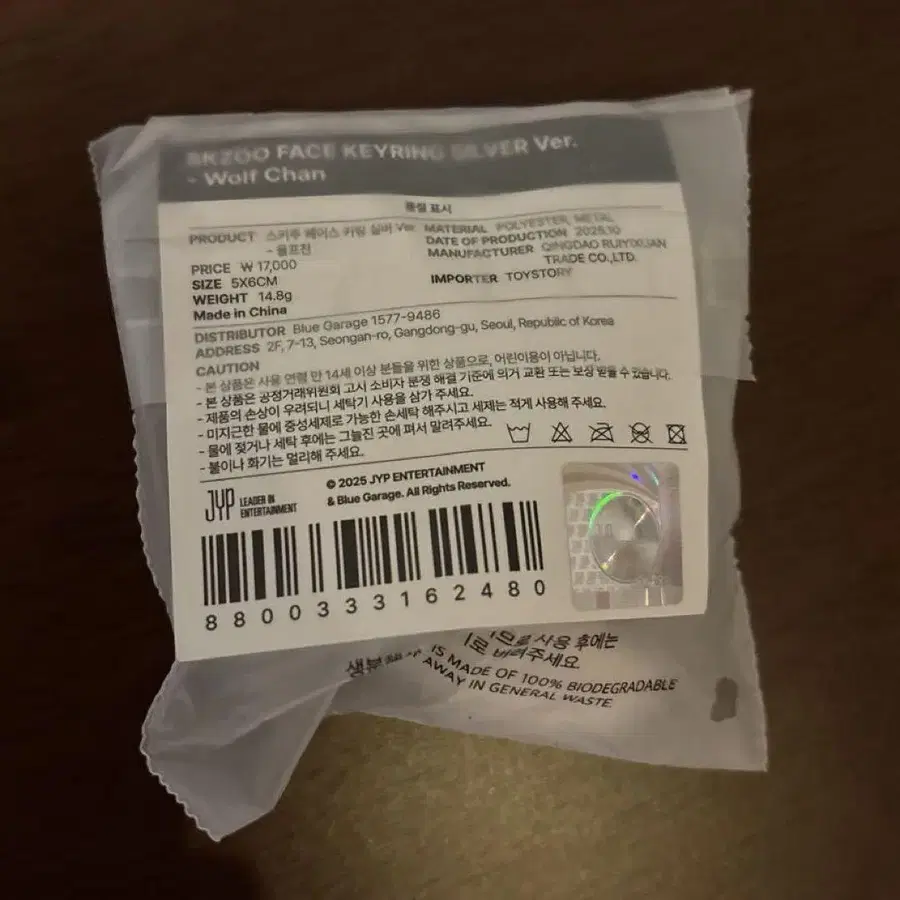 SKZOO FACE KEYRING SILVER Ver.
- Wolf Chan
품질 표시
PRODUCT 스키주 페이스 키링 실버 Ver.
- 울프찬
PRICE ₩ 17,000
SIZE 5X6CM
WEIGHT 14.8g
Made in China
MATERIAL POLYESTER, METAL
DATE OF PRODUCTION 2025.10
MANUFACTURER QINGDAO RUIYIXUAN
TRADE CO.,LTD.
IMPORTER TOYSTORY
DISTRIBUTOR Blue Garage 1577-9486
ADDRESS 2F, 7-13, Seongan-ro, Gangdong-gu, Seoul, Republic of Korea
CAUTION
- 본 상품은 사용 연령 만 14세 이상 분들을 위한 상품으로, 어린이용이 아닙니다.
- 본 상품은 공정거래위원회 고시 소비자 분쟁 해결 기준에 의거 교환 또는 보상 받을 수 있습니다.
- 제품의 손상이 우려되니 세탁기 사용을 삼가 주세요.
- 미지근한 물에 중성세제로 가능한 손세탁 해주시고 세제는 적게 사용해 주세요.
- 물에 젖거나 세탁 후에는 그늘진 곳에 펴서 말려주세요.
- 불이나 화기는 멀리해 주세요.
JYP LEADER IN
ENTERTAINMENT
© 2025 JYP ENTERTAINMENT
& Blue Garage. All Rights Reserved.
8800333162480
므로 사용 후에는
로 버려주세요.
IS MADE OF 100% BIODEGRADABLE
AWAY IN GENERAL WASTE